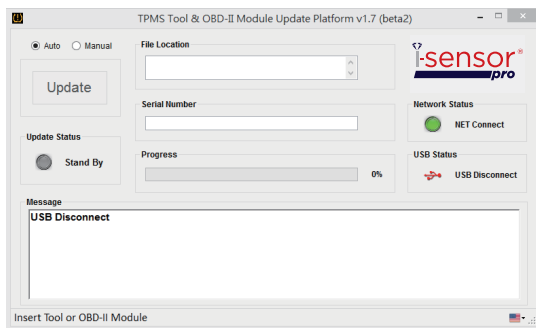 TPMS Tool & OBD-II Module Update Platform v1.7 (beta2)
Auto Manual
File Location
i-sensor®
pro
Update
Serial Number
Network Status
NET Connect
Update Status
Stand By
Progress
0%
USB Status
USB Disconnect
Message
USB Disconnect
Insert Tool or OBD-II Module